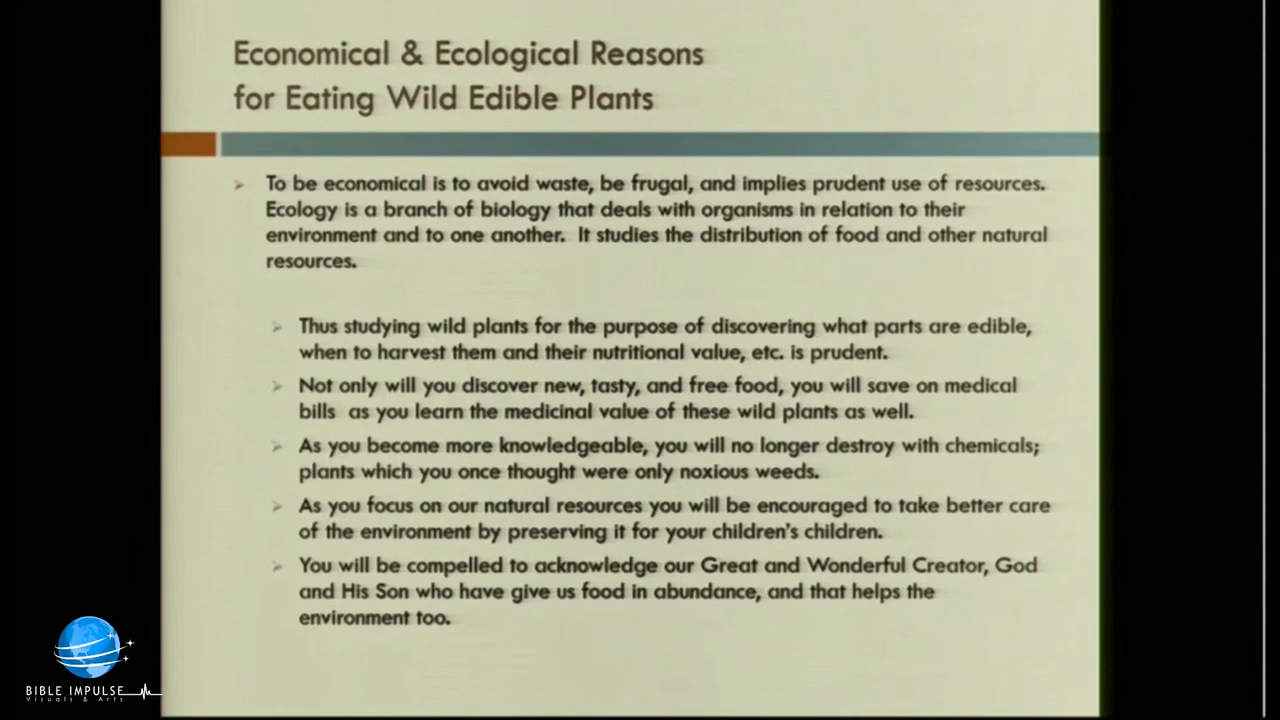 Economical & Ecological Reasons
for Eating Wild Edible Plants
To be economical is to avoid waste, be frugal, and implies prudent use of resources.
Ecology is a branch of biology that deals with organisms in relation to their
environment and to one another. It studies the distribution of food and other natural
resources.
Thus studying wild plants for the purpose of discovering what parts are edible,
when to harvest them and their nutritional value, etc. is prudent.
Not only will you discover new, tasty, and free food, you will save on medical
bills as you learn the medicinal value of these wild plants as well.
As you become more knowledgeable, you will no longer destroy with chemicals;
plants which you once thought were only noxious weeds.
As you focus on our natural resources you will be encouraged to take better care
of the environment by preserving it for your children's children.
You will be compelled to acknowledge our Great and Wonderful Creator, God
and His Son who have give us food in abundance, and that helps the
environment too.
BIBLE IMPULSE
Visuals & Arts